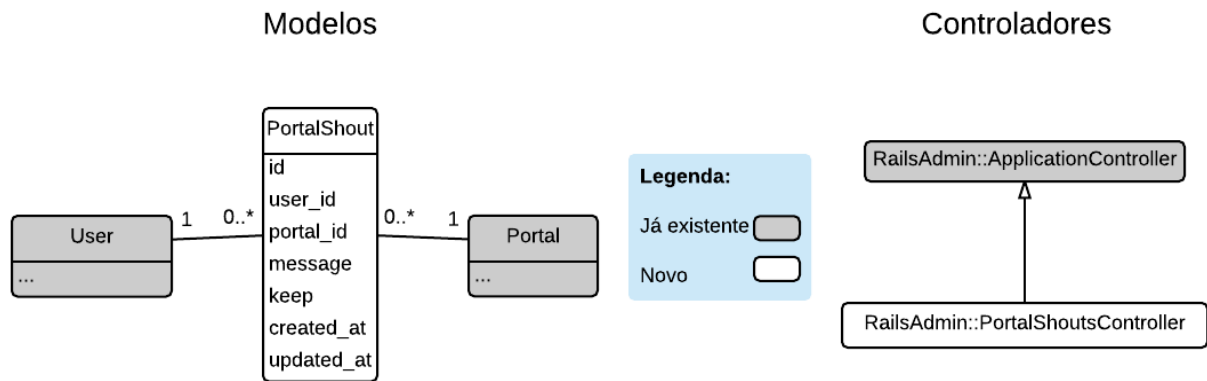 Modelos
Controladores
PortalShout
id
user_id
portal_id
message
keep
created_at
updated_at
User
...
1
0..*
0..*
1
Portal
...
Legenda:
Já existente
Novo
RailsAdmin::ApplicationController
RailsAdmin::PortalShoutsController